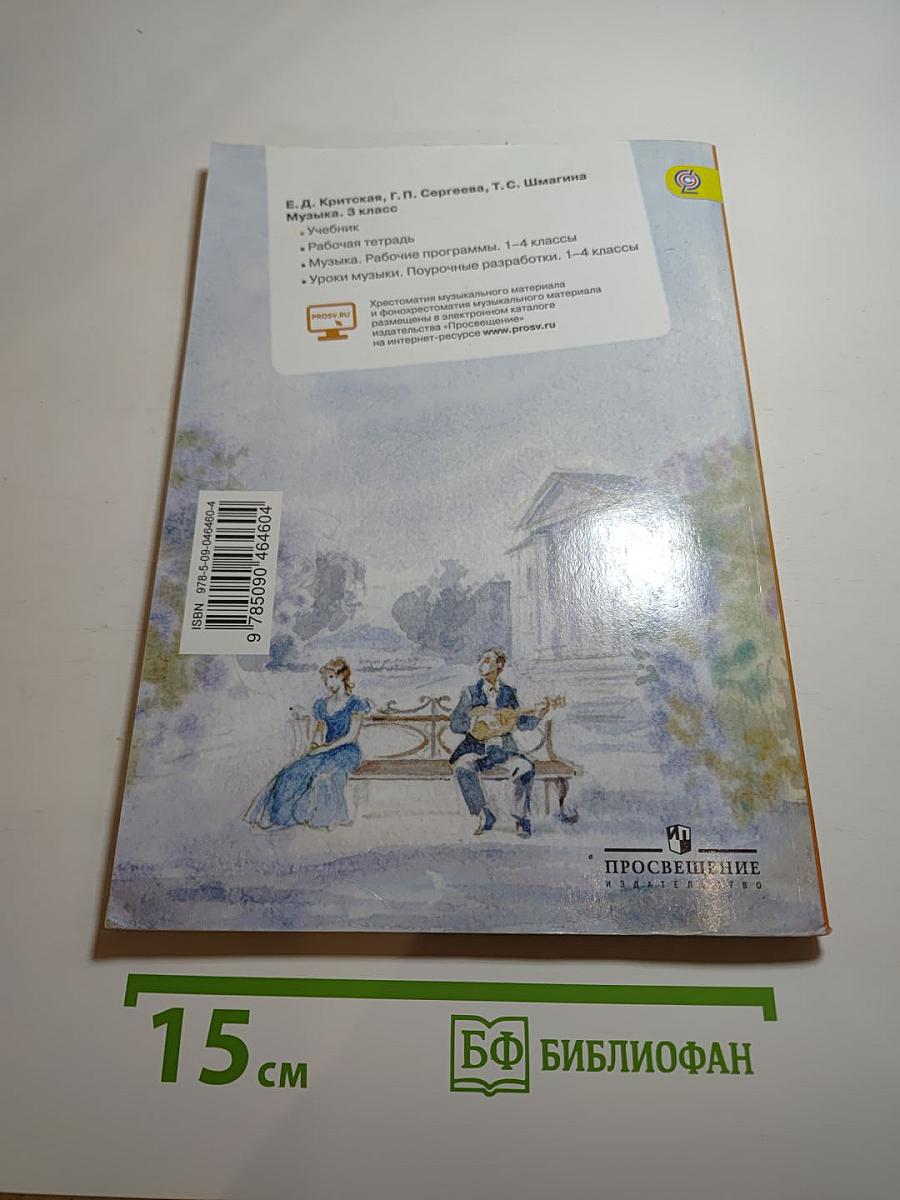 Е. Д. Критская, Г. П. Сергеева, Т. С. Шмагина
Музыка. 3 класс
• Учебник
• Рабочая тетрадь
• Музыка. Рабочие программы. 1–4 классы
• Уроки музыки. Поурочные разработки. 1–4 классы
PROSV.RU
Хрестоматия музыкального материала
и фонохрестоматия музыкального материала
размещены в электронном каталоге
издательства «Просвещение»
на интернет-ресурсе www.prosv.ru
ISBN 978-5-09-046460-4
9 785090 464604
ПРОСВЕЩЕНИЕ
ИЗДАТЕЛЬСТВО
15 см
БФ БИБЛИОФАН